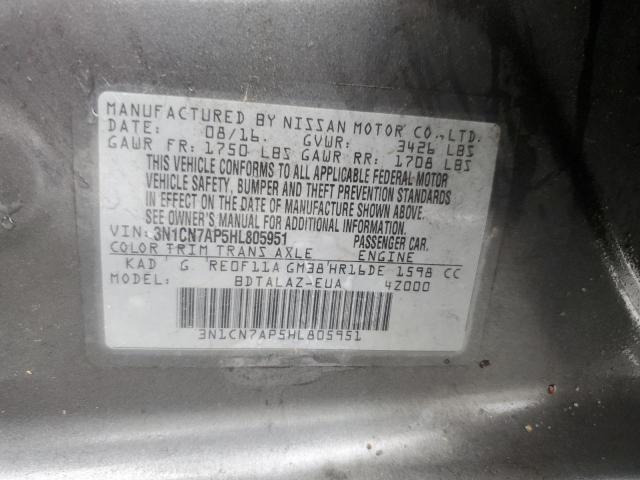 MANUFACTURED BY NISSAN MOTOR CO.,LTD.
DATE: 08/16. GVWR: 3426 LBS
GAWR FR: 1750 LBS GAWR RR: 1708 LBS
THIS VEHICLE CONFORMS TO ALL APPLICABLE FEDERAL MOTOR
VEHICLE SAFETY, BUMPER AND THEFT PREVENTION STANDARDS
IN EFFECT ON THE DATE OF MANUFACTURE SHOWN ABOVE.
SEE OWNER'S MANUAL FOR ADDITIONAL INFORMATION.
VIN: 3N1CN7AP5HL805951 PASSENGER CAR.
COLOR TRIM TRANS AXLE ENGINE
KAD G RE0F11A GM38 HR16DE 1598 CC
MODEL: BDTALAZ-EUA 4Z000
3N1CN7AP5HL805951